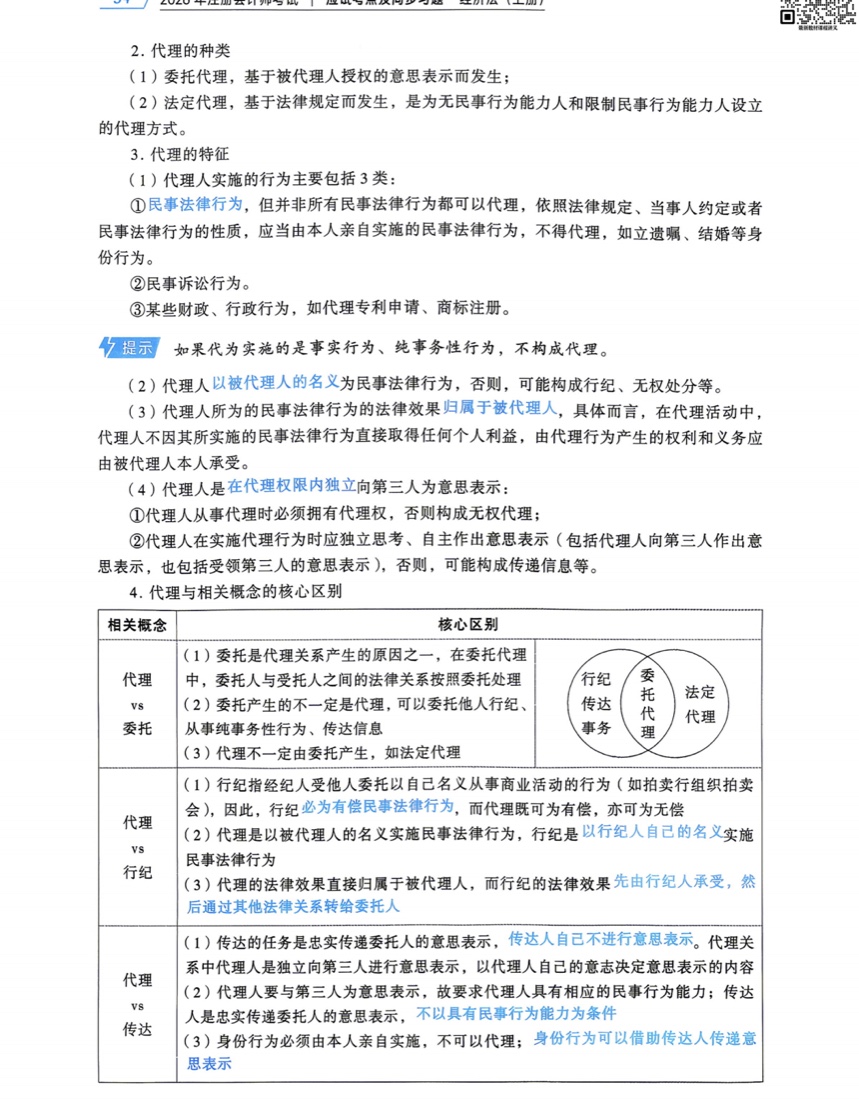 2026 年注册会计师考试 | 应试考点及同步习题 经济法（上册）
2. 代理的种类
（1）委托代理，基于被代理人授权的意思表示而发生；
（2）法定代理，基于法律规定而发生，是为无民事行为能力人和限制民事行为能力人设立
的代理方式。
3. 代理的特征
（1）代理人实施的行为主要包括 3 类：
①民事法律行为，但并非所有民事法律行为都可以代理，依照法律规定、当事人约定或者
民事法律行为的性质，应当由本人亲自实施的民事法律行为，不得代理，如立遗嘱、结婚等身
份行为。
②民事诉讼行为。
③某些财政、行政行为，如代理专利申请、商标注册。
提示 如果代为实施的是事实行为、纯事务性行为，不构成代理。
（2）代理人以被代理人的名义为民事法律行为，否则，可能构成行纪、无权处分等。
（3）代理人所为的民事法律行为的法律效果归属于被代理人，具体而言，在代理活动中，
代理人不因其所实施的民事法律行为直接取得任何个人利益，由代理行为产生的权利和义务应
由被代理人本人承受。
（4）代理人是在代理权限内独立向第三人为意思表示：
①代理人从事代理时必须拥有代理权，否则构成无权代理；
②代理人在实施代理行为时应独立思考、自主作出意思表示（包括代理人向第三人作出意
思表示，也包括受领第三人的意思表示），否则，可能构成传递信息等。
4. 代理与相关概念的核心区别
相关概念 核心区别
代理
vs
委托
（1）委托是代理关系产生的原因之一，在委托代理
中，委托人与受托人之间的法律关系按照委托处理
（2）委托产生的不一定是代理，可以委托他人行纪、
从事纯事务性行为、传达信息
（3）代理不一定由委托产生，如法定代理
行纪
传达
事务
委
托
代
理
法定
代理
代理
vs
行纪
（1）行纪指经纪人受他人委托以自己名义从事商业活动的行为（如拍卖行组织拍卖
会），因此，行纪必为有偿民事法律行为，而代理既可为有偿，亦可为无偿
（2）代理是以被代理人的名义实施民事法律行为，行纪是以行纪人自己的名义实施
民事法律行为
（3）代理的法律效果直接归属于被代理人，而行纪的法律效果先由行纪人承受，然
后通过其他法律关系转给委托人
代理
vs
传达
（1）传达的任务是忠实传递委托人的意思表示，传达人自己不进行意思表示。代理关
系中代理人是独立向第三人进行意思表示，以代理人自己的意志决定意思表示的内容
（2）代理人要与第三人为意思表示，故要求代理人具有相应的民事行为能力；传达
人是忠实传递委托人的意思表示，不以具有民事行为能力为条件
（3）身份行为必须由本人亲自实施，不可以代理；身份行为可以借助传达人传递意
思表示